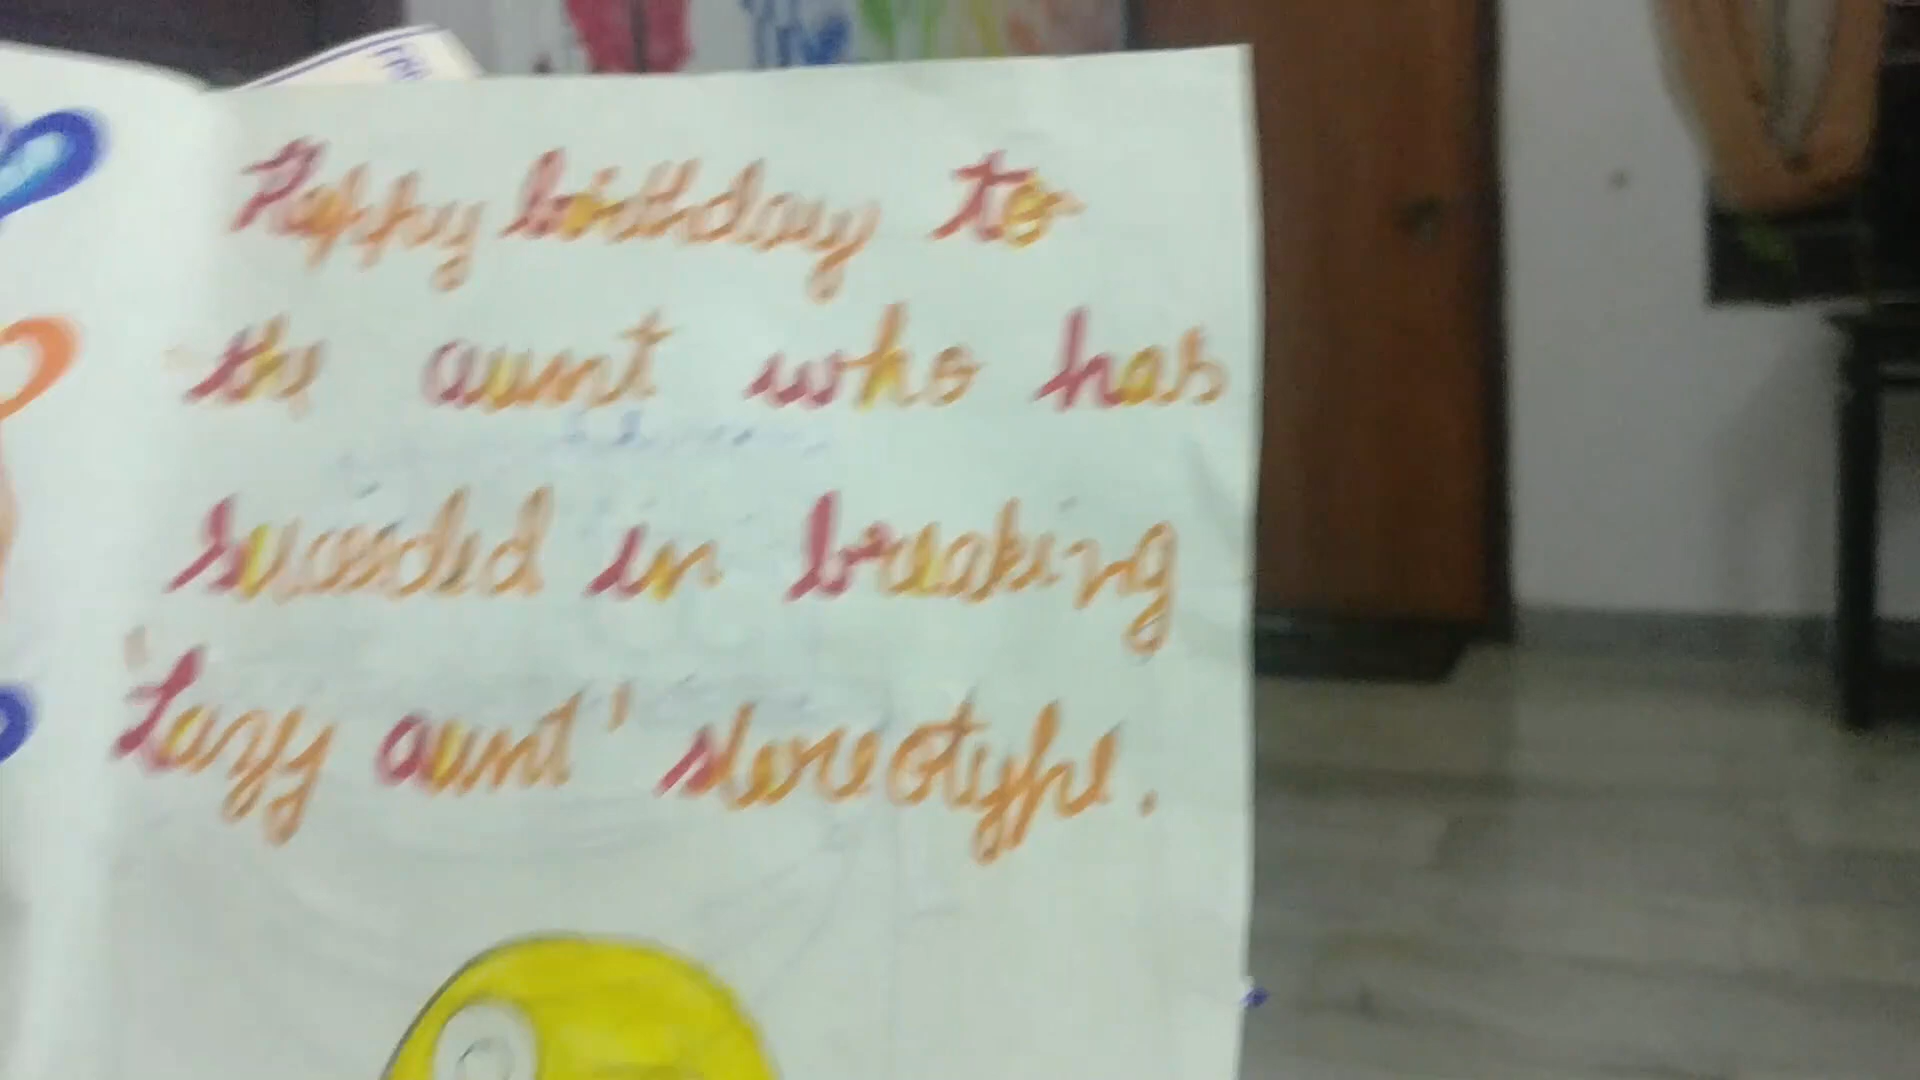 Happy birthday to
the aunt who has
succeeded in breaking
'Lazy aunt' stereotype.